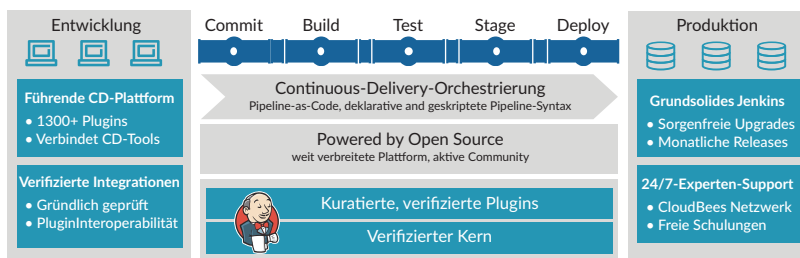 Entwicklung
Führende CD-Plattform
• 1300+ Plugins
• Verbindet CD-Tools
Verifizierte Integrationen
• Gründlich geprüft
• PluginInteroperabilität
Commit Build Test Stage Deploy
Continuous-Delivery-Orchestrierung
Pipeline-as-Code, deklarative and geskriptete Pipeline-Syntax
Powered by Open Source
weit verbreitete Plattform, aktive Community
Kuratierte, verifizierte Plugins
Verifizierter Kern
Produktion
Grundsolides Jenkins
• Sorgenfreie Upgrades
• Monatliche Releases
24/7-Experten-Support
• CloudBees Netzwerk
• Freie Schulungen